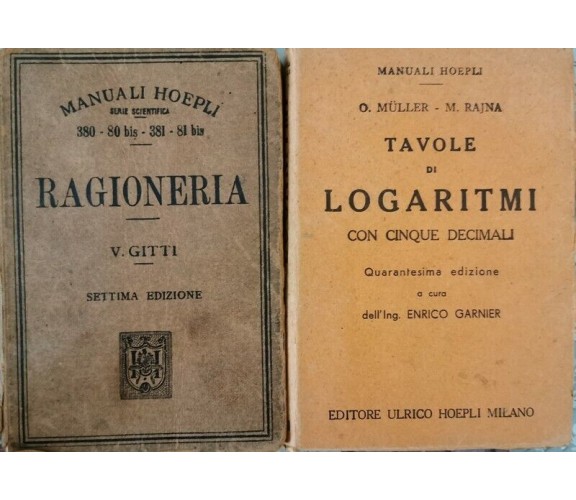 MANUALI HOEPLI
SERIE SCIENTIFICA
380 - 80 bis - 381 - 81 bis
RAGIONERIA
V. GITTI
SETTIMA EDIZIONE
MANUALI HOEPLI
O. MÜLLER - M. RAJNA
TAVOLE
DI
LOGARITMI
CON CINQUE DECIMALI
Quarantesima edizione
a cura
dell'Ing. ENRICO GARNIER
EDITORE ULRICO HOEPLI MILANO